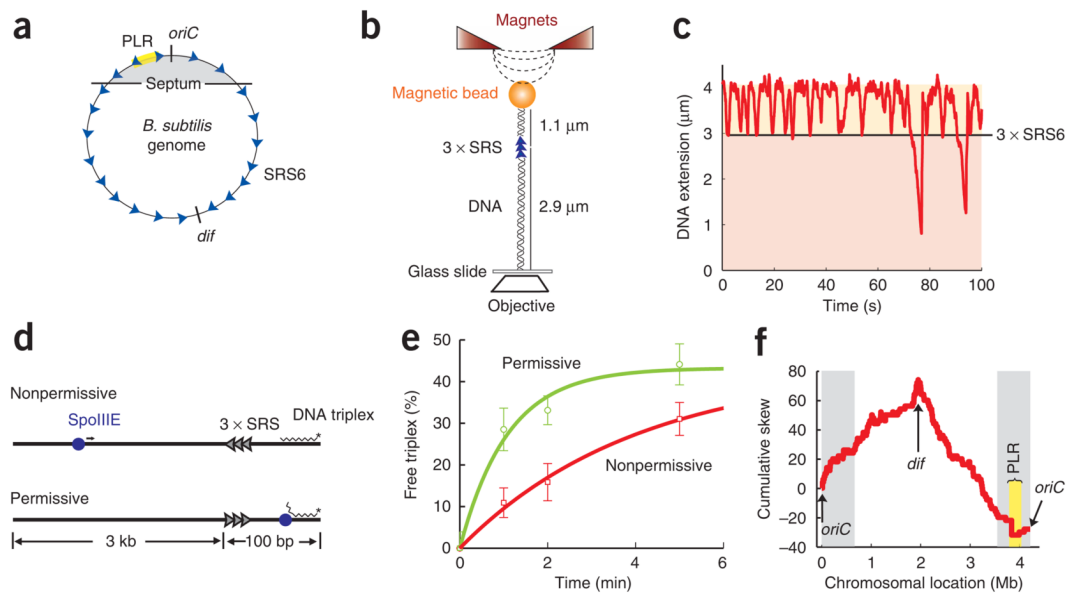 a
PLR
oriC
Septum
B. subtilis
genome
SRS6
dif
b
Magnets
Magnetic bead
1.1 μm
3 × SRS
DNA
2.9 μm
Glass slide
Objective
c
DNA extension (μm)
4
3
2
1
0
3 × SRS6
0 20 40 60 80 100
Time (s)
d
Nonpermissive
SpoIIIE
3 × SRS
DNA triplex
*
Permissive
*
3 kb
100 bp
e
Free triplex (%)
50
40
30
20
10
0
Permissive
Nonpermissive
0 2 4 6
Time (min)
f
Cumulative skew
80
60
40
20
0
−20
−40
oriC
dif
PLR
oriC
0 1 2 3 4
Chromosomal location (Mb)